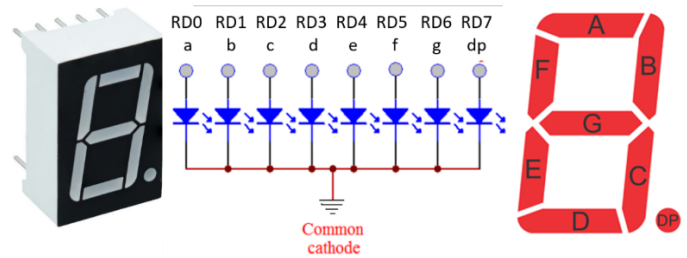 RD0 RD1 RD2 RD3 RD4 RD5 RD6 RD7
a b c d e f g dp
Common
cathode
A
F
B
G
E
C
D
DP